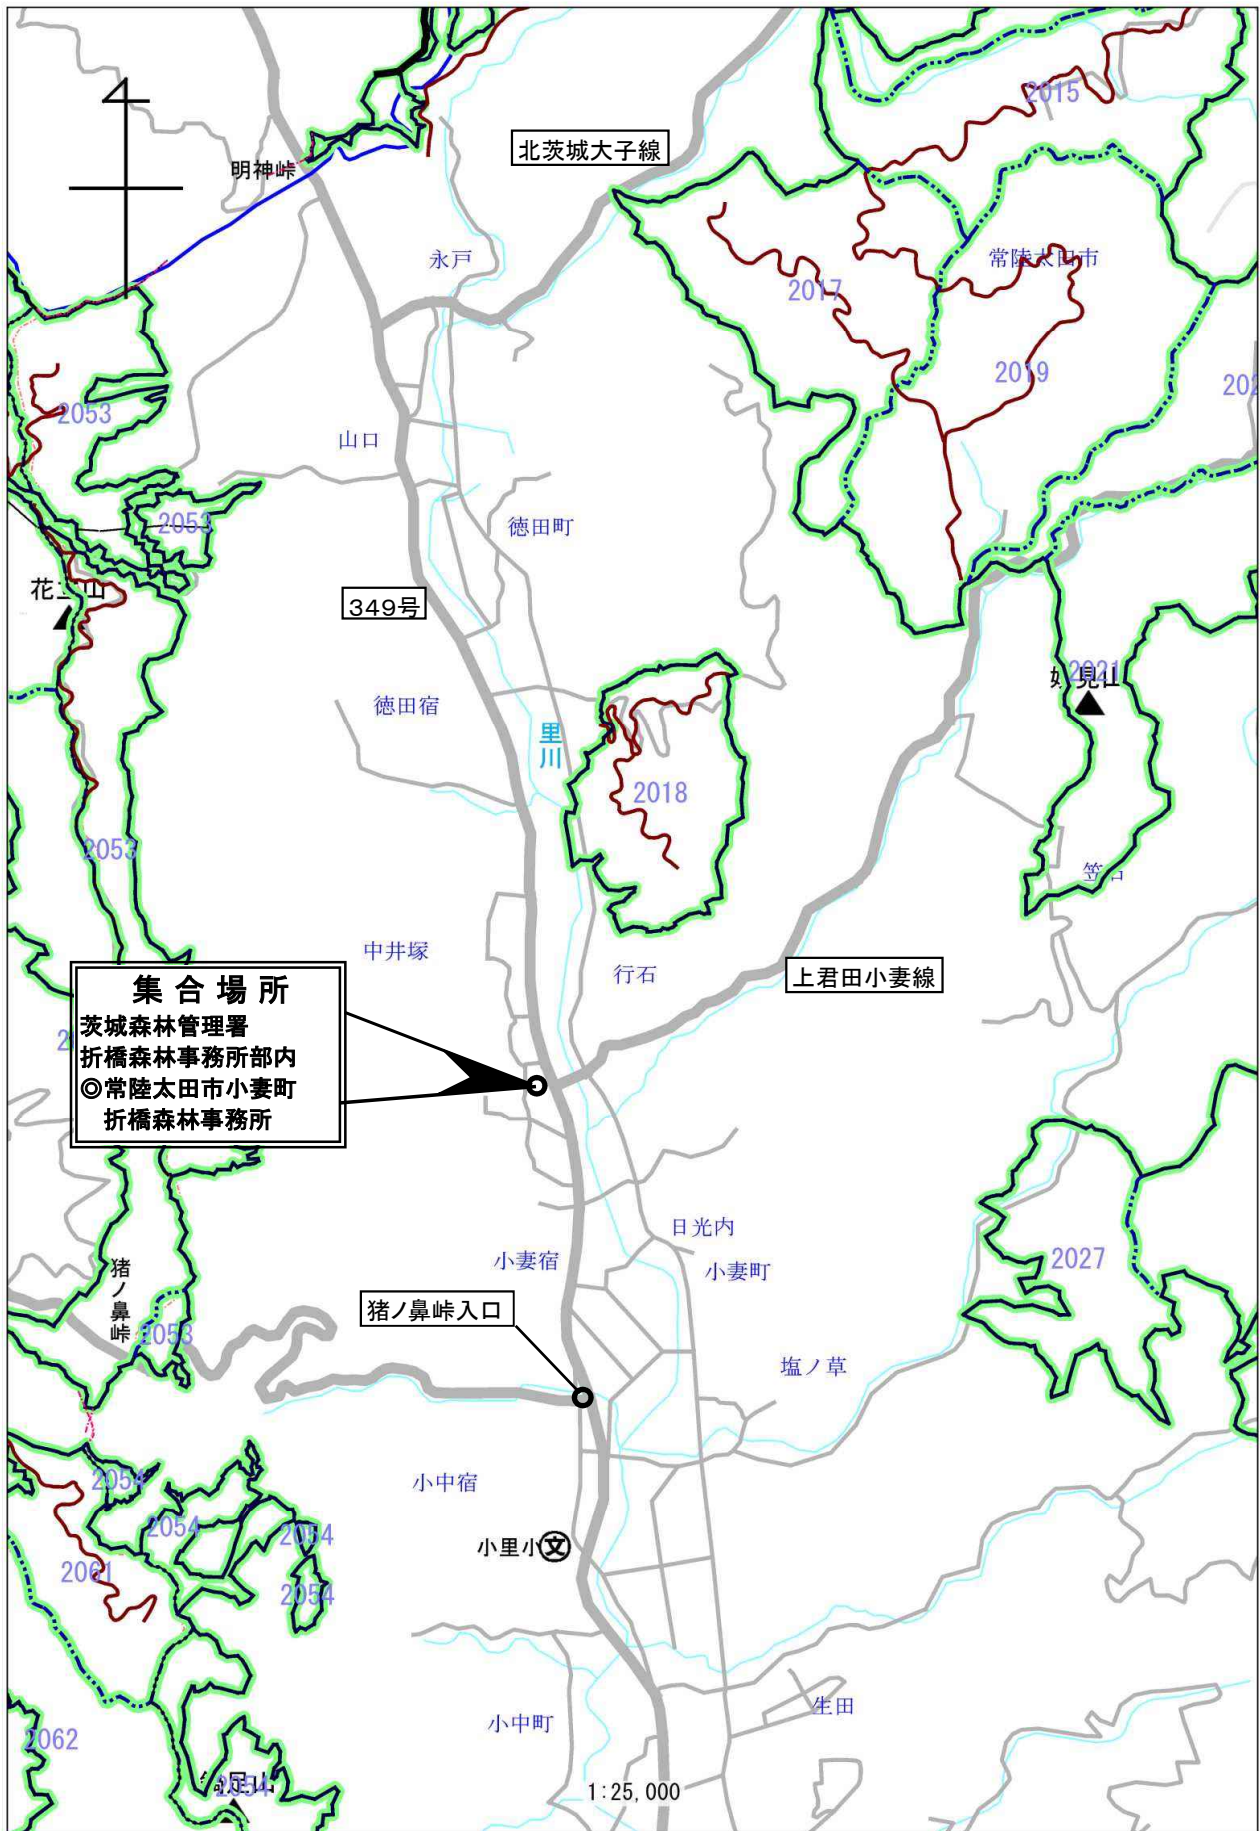 2015
北茨城大子線
明神峠
永戸
常陸太田市
2017
2019
2053
山口
2053
徳田町
349号
2021
徳田宿
里川
2018
2053
中井塚
行石
上君田小妻線
集合場所
茨城森林管理署
折橋森林事務所部内
◎常陸太田市小妻町
折橋森林事務所
日光内
小妻宿
小妻町
2027
猪ノ鼻峠
猪ノ鼻峠入口
2053
塩ノ草
2054
小中宿
2054
2054
小里小
文
2061
2054
小中町
生田
2062
2054
1:25,000